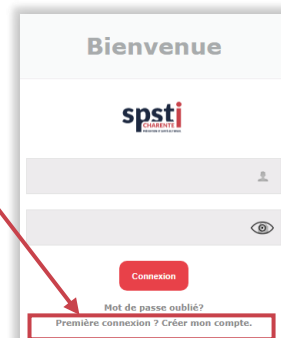 Bienvenue
spsti
CHARENTE
Connexion
Mot de passe oublié?
Première connexion ? Créer mon compte.